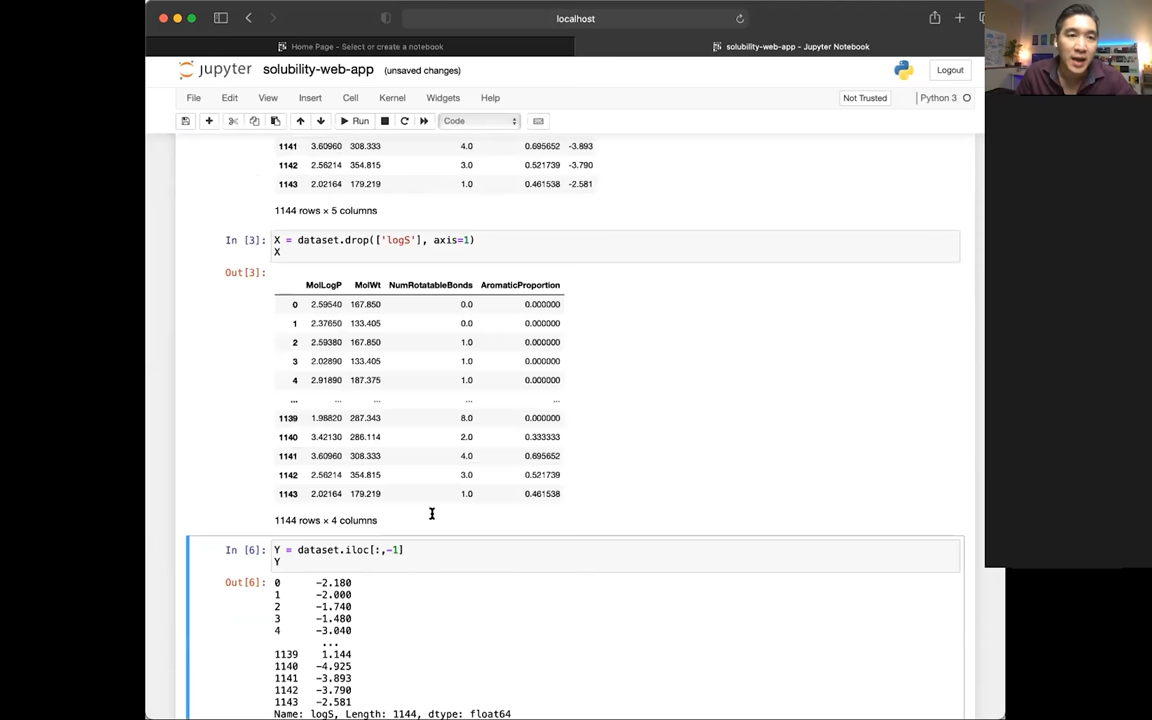 localhost
Home Page - Select or create a notebook
solubility-web-app - Jupyter Notebook
jupyter solubility-web-app (unsaved changes)
Logout
File Edit View Insert Cell Kernel Widgets Help
Not Trusted Python 3
Run Code
1141 3.60960 308.333 4.0 0.695652 -3.893
1142 2.56214 354.815 3.0 0.521739 -3.790
1143 2.02164 179.219 1.0 0.461538 -2.581
1144 rows × 5 columns
In [3]: X = dataset.drop(['logS'], axis=1)
X
Out[3]:
MolLogP MolWt NumRotatableBonds AromaticProportion
0 2.59540 167.850 0.0 0.000000
1 2.37650 133.405 0.0 0.000000
2 2.59380 167.850 1.0 0.000000
3 2.02890 133.405 1.0 0.000000
4 2.91890 187.375 1.0 0.000000
... ... ... ... ...
1139 1.98820 287.343 8.0 0.000000
1140 3.42130 286.114 2.0 0.333333
1141 3.60960 308.333 4.0 0.695652
1142 2.56214 354.815 3.0 0.521739
1143 2.02164 179.219 1.0 0.461538
1144 rows × 4 columns
In [6]: Y = dataset.iloc[:,-1]
Y
Out[6]: 0 -2.180
1 -2.000
2 -1.740
3 -1.480
4 -3.040
...
1139 1.144
1140 -4.925
1141 -3.893
1142 -3.790
1143 -2.581
Name: logS, Length: 1144, dtype: float64